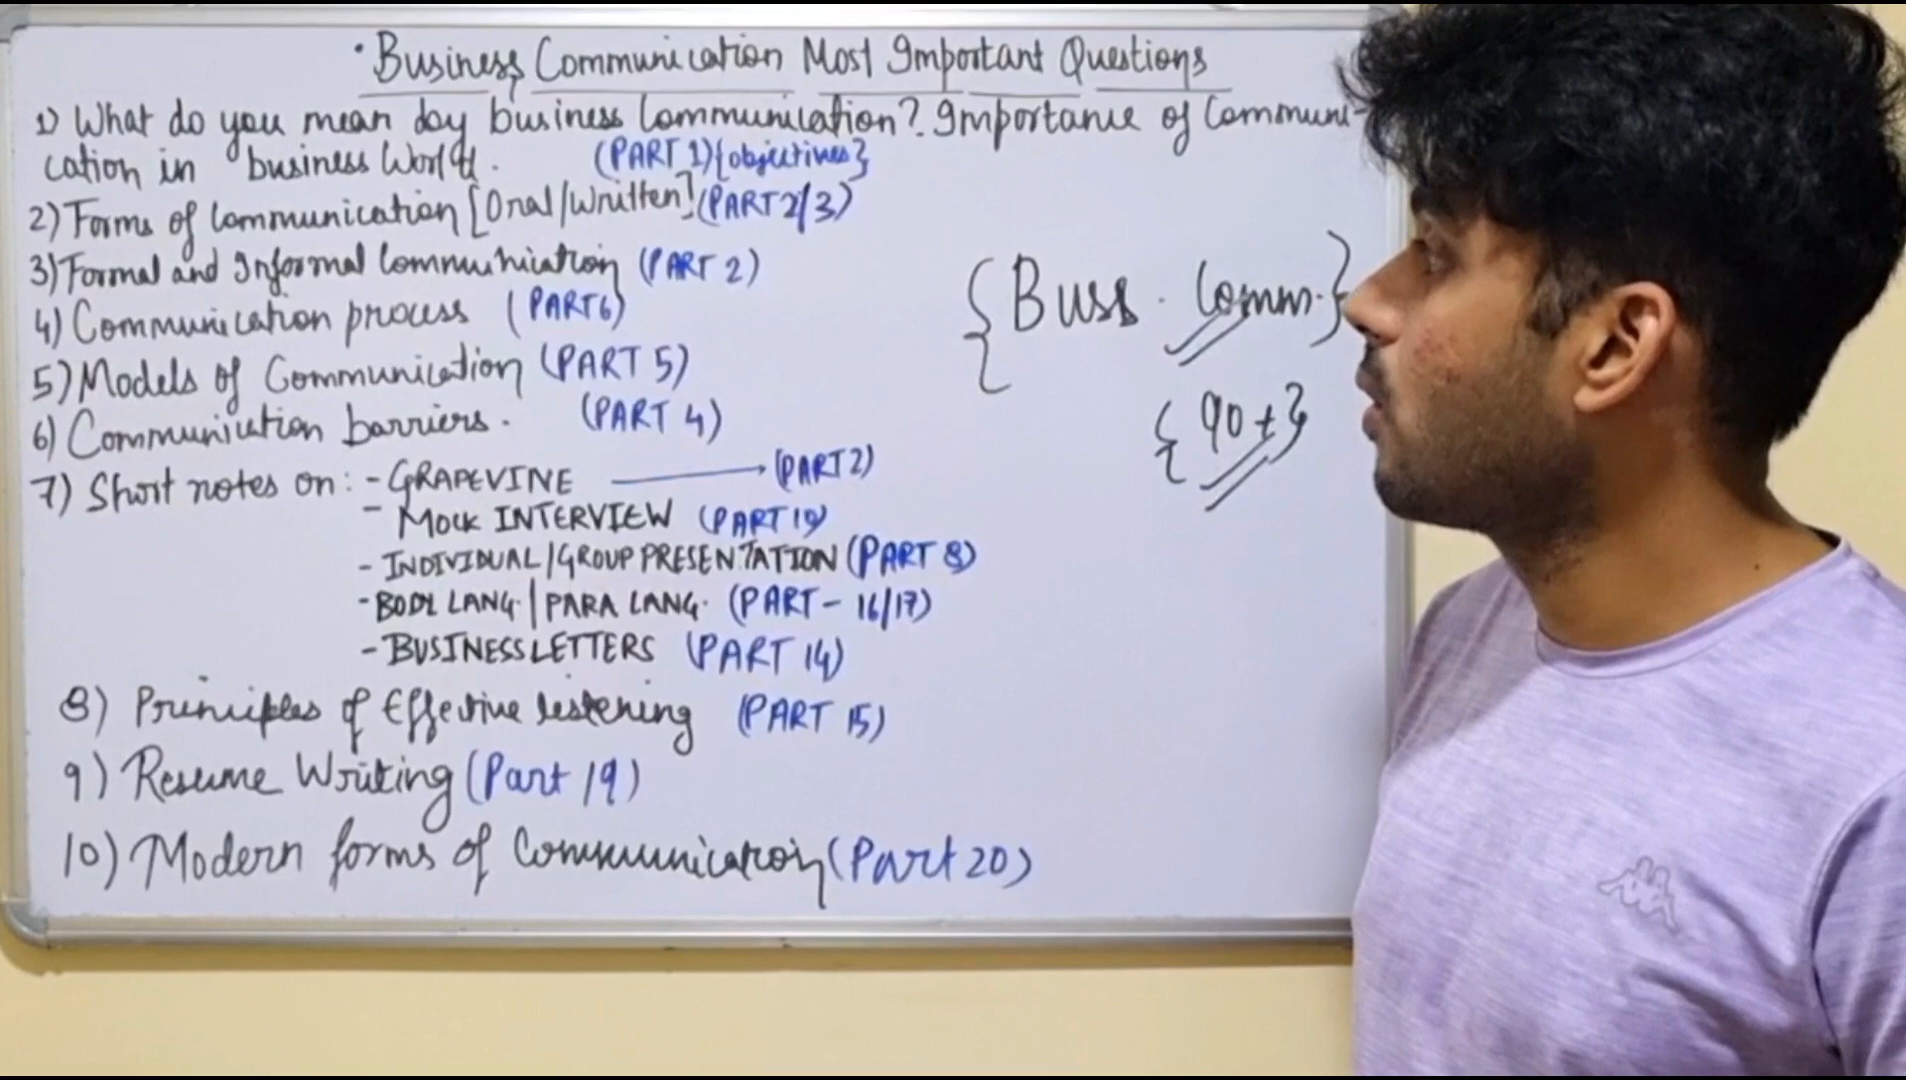 • Business Communication Most Important Questions
1) What do you mean by business Communication? Importance of Communi-
cation in business World. (PART 1) {objectives}
2) Forms of Communication [Oral/Written] (PART 2/3)
3) Formal and Informal Communication (PART 2)
4) Communication process (PART 6)
5) Models of Communication (PART 5)
6) Communication barriers. (PART 4)
7) Short notes on: - GRAPEVINE → (PART 2)
- MOCK INTERVIEW (PART 10)
- INDIVIDUAL/GROUP PRESENTATION (PART 8)
- BODY LANG. | PARA LANG. (PART - 16/17)
- BUSINESS LETTERS (PART 14)
8) Principles of Effective listening (PART 15)
9) Resume Writing (Part 19)
10) Modern forms of Communication (Part 20)
{Buss. Comm.}
{90+}